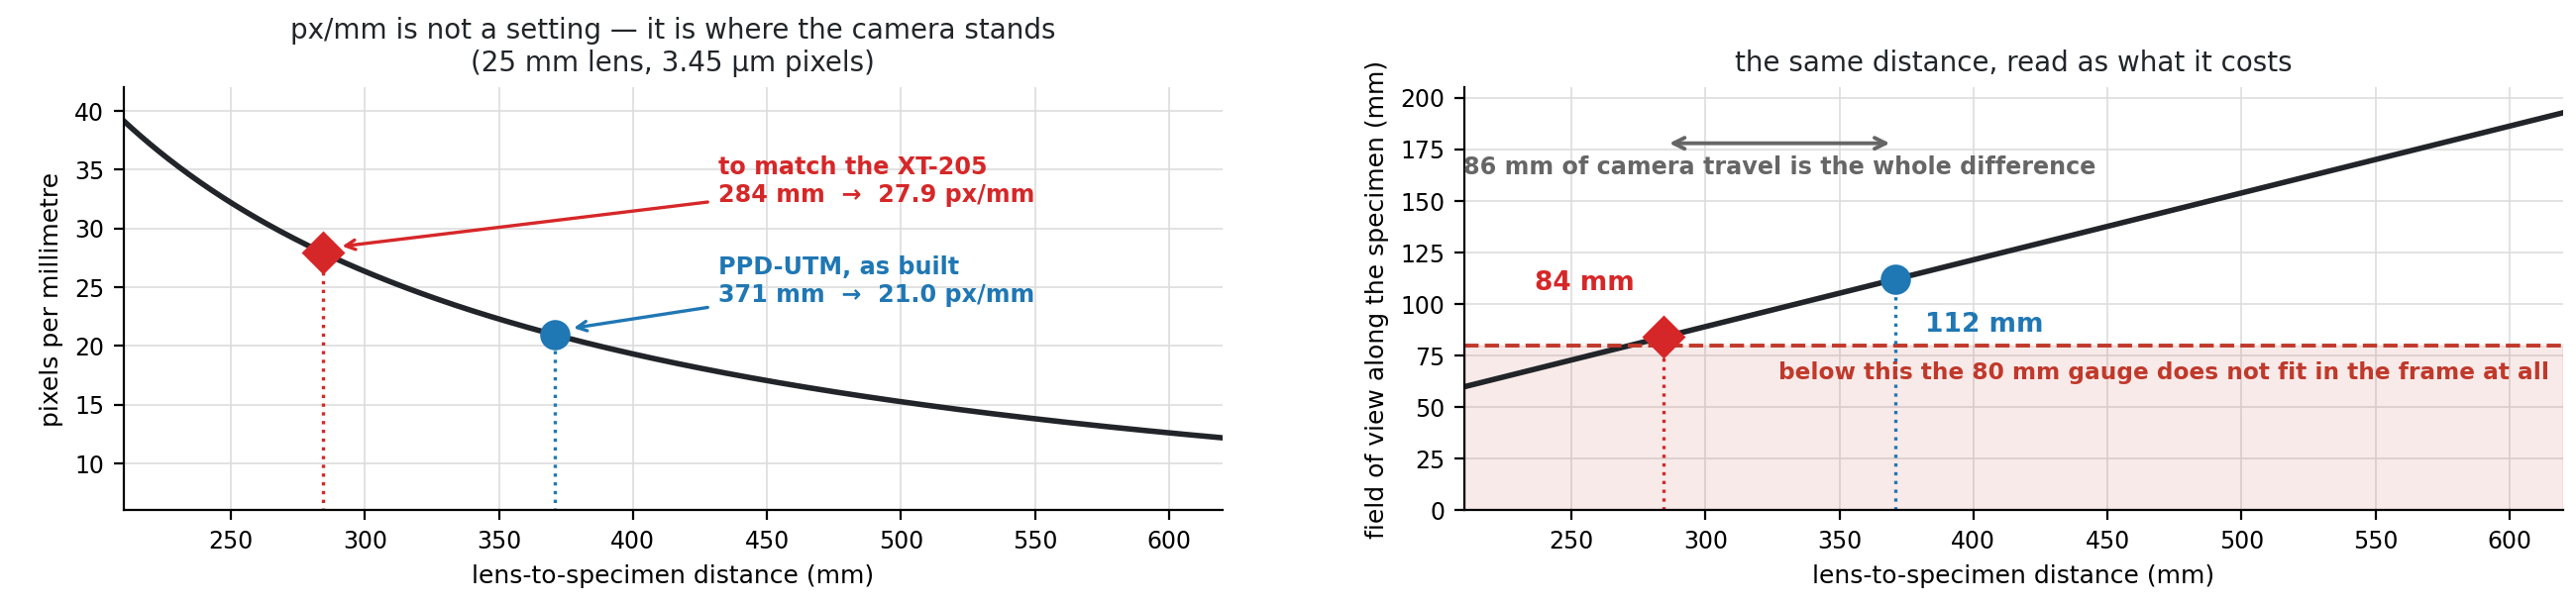 px/mm is not a setting — it is where the camera stands
(25 mm lens, 3.45 µm pixels)
pixels per millimetre
40
35
30
25
20
15
10
to match the XT-205
284 mm → 27.9 px/mm
PPD-UTM, as built
371 mm → 21.0 px/mm
250 300 350 400 450 500 550 600
lens-to-specimen distance (mm)
the same distance, read as what it costs
field of view along the specimen (mm)
200
175
150
125
100
75
50
25
0
86 mm of camera travel is the whole difference
84 mm
112 mm
below this the 80 mm gauge does not fit in the frame at all
250 300 350 400 450 500 550 600
lens-to-specimen distance (mm)